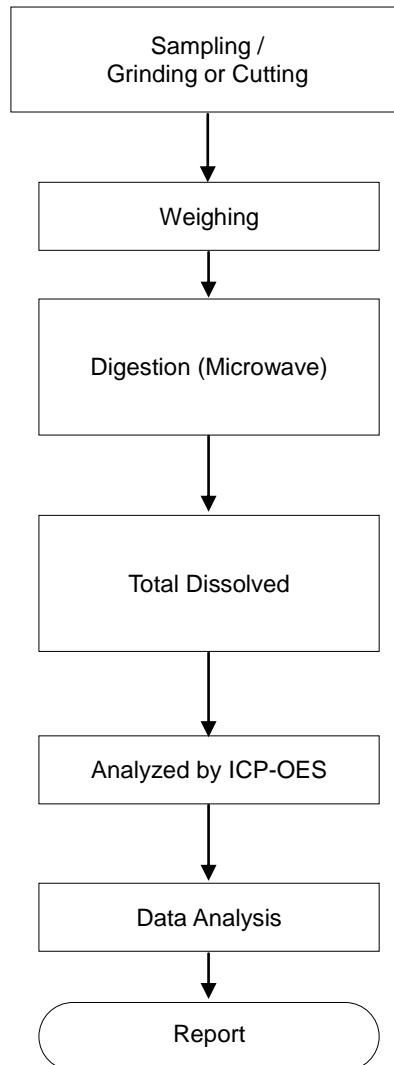 Sampling /
Grinding or Cutting
Weighing
Digestion (Microwave)
Total Dissolved
Analyzed by ICP-OES
Data Analysis
Report